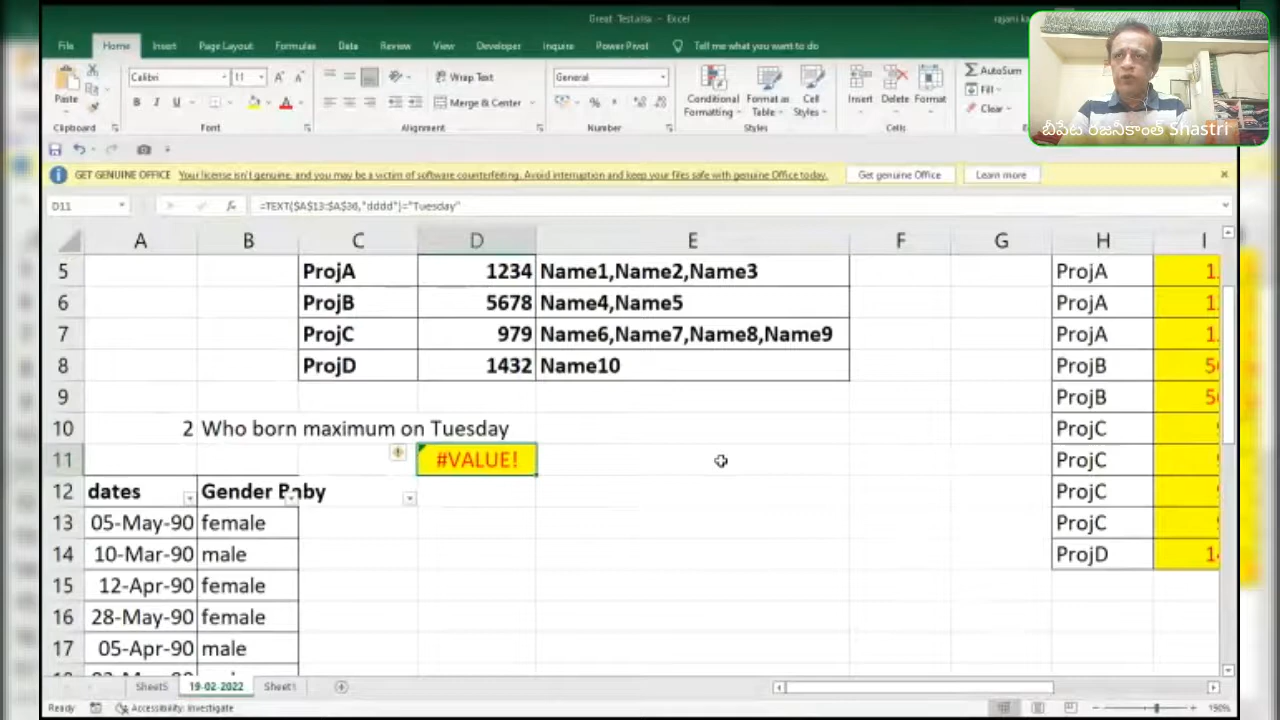 Great Test.xlsx - Excel
rajani ka
File Home Insert Page Layout Formulas Data Review View Developer Inquire Power Pivot Tell me what you want to do
Paste
Calibri 11
Wrap Text
General
Merge & Center
Conditional Formatting
Format as Table
Cell Styles
Insert Delete Format
AutoSum
Fill
Clear
Clipboard Font Alignment Number Styles Cells
బీపేట రజనీకాంత్ Shastri
GET GENUINE OFFICE Your license isn't genuine, and you may be a victim of software counterfeiting. Avoid interruption and keep your files safe with genuine Office today. Get genuine Office Learn more
D11 =TEXT($A$13:$A$36,"dddd")="Tuesday"
A B C D E F G H I
5 ProjA 1234 Name1,Name2,Name3 ProjA
6 ProjB 5678 Name4,Name5 ProjA
7 ProjC 979 Name6,Name7,Name8,Name9 ProjA
8 ProjD 1432 Name10 ProjB
9 ProjB
10 2 Who born maximum on Tuesday ProjC
11 #VALUE! ProjC
12 dates Gender Baby ProjC
13 05-May-90 female ProjC
14 10-Mar-90 male ProjD
15 12-Apr-90 female
16 28-May-90 female
17 05-Apr-90 male
Sheet5 19-02-2022 Sheet1
Ready Accessibility: Investigate 190%